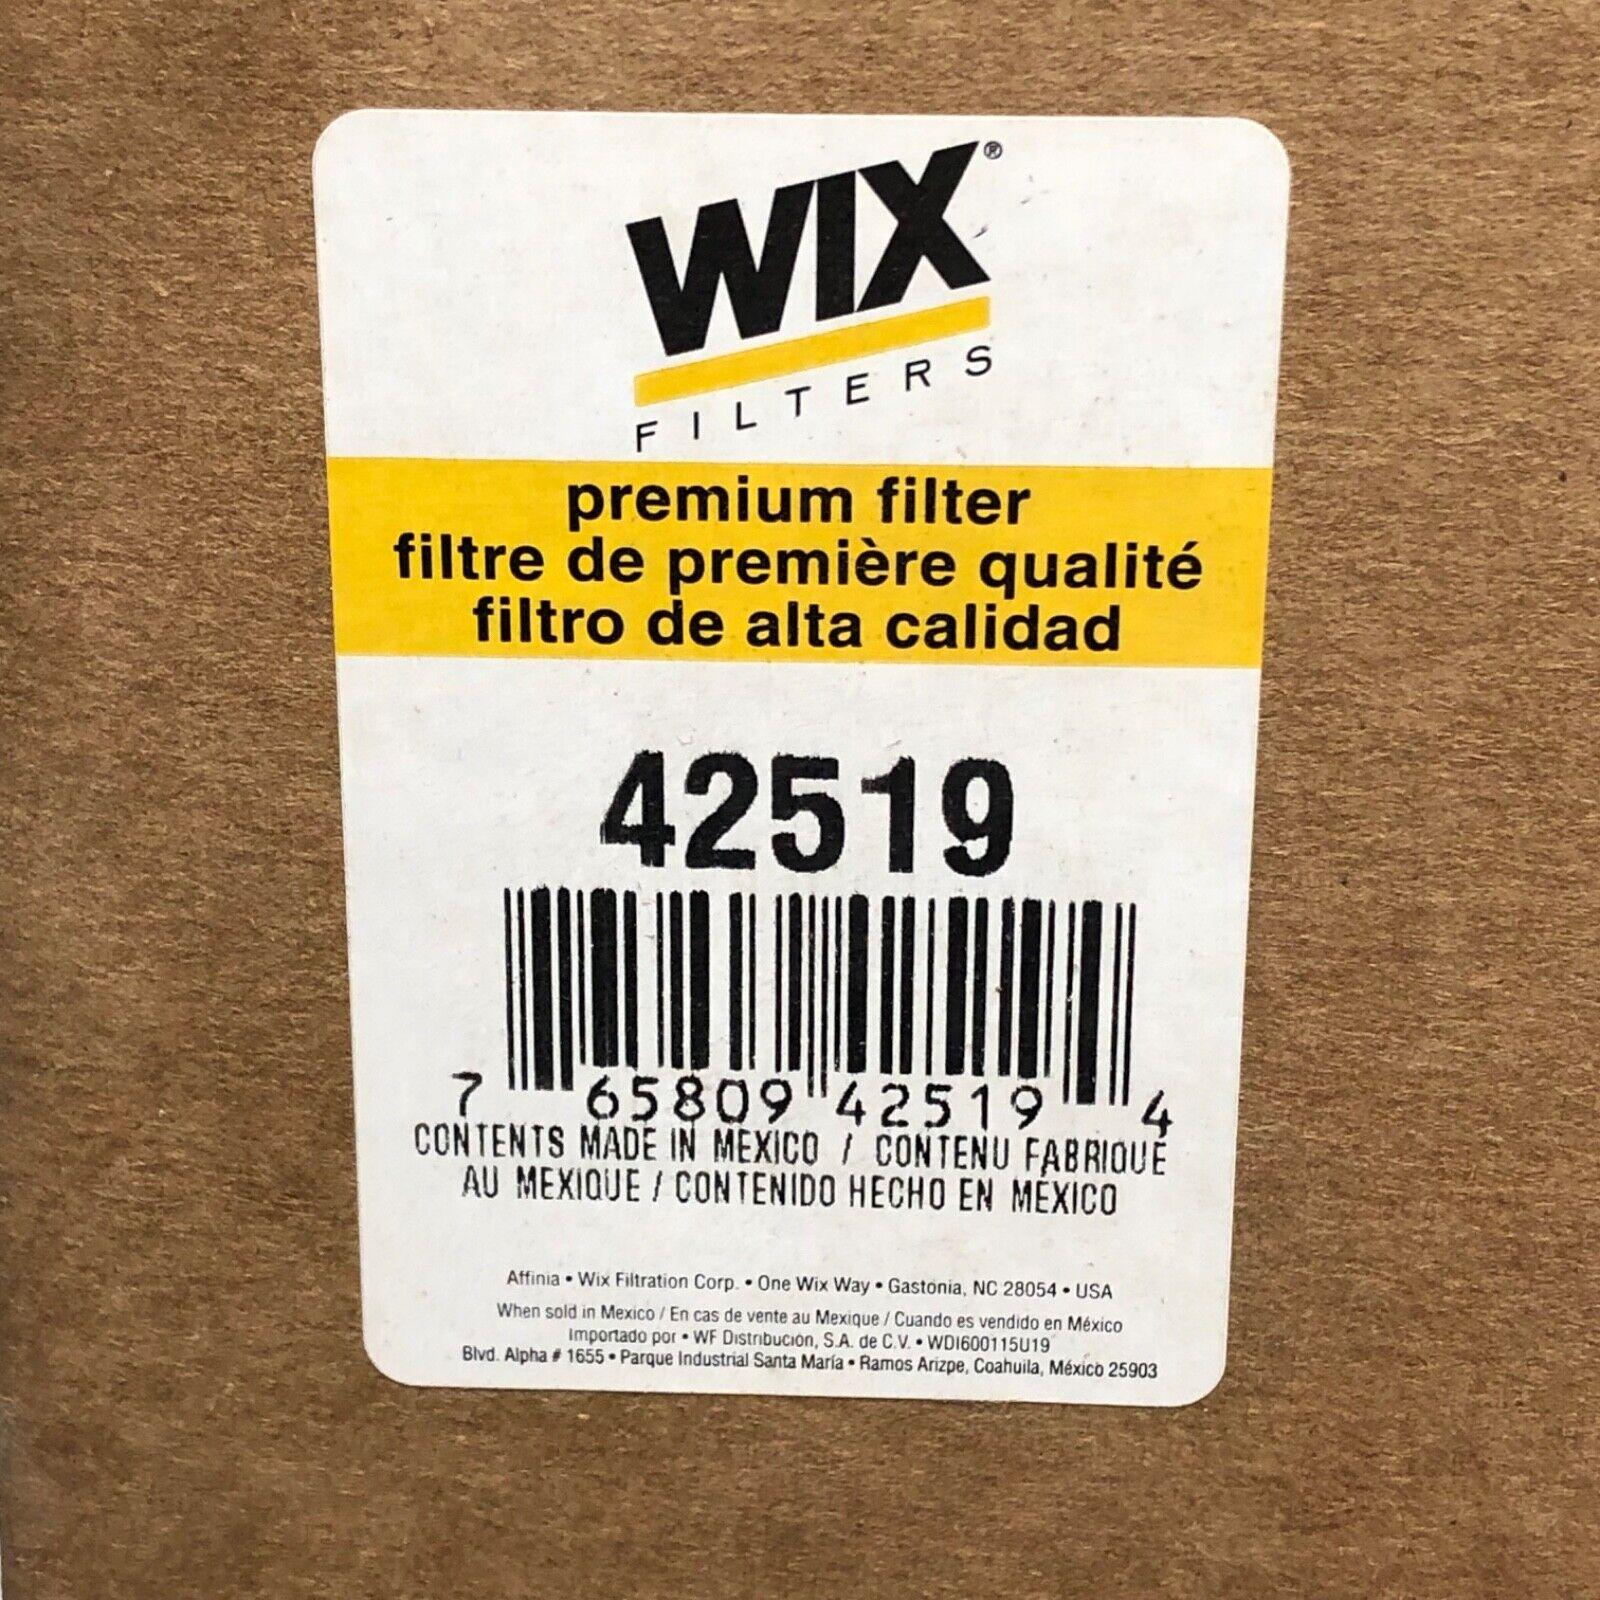 WIX®
FILTERS
premium filter
filtre de première qualité
filtro de alta calidad
42519
7 65809 42519 4
CONTENTS MADE IN MEXICO / CONTENU FABRIQUÉ
AU MEXIQUE / CONTENIDO HECHO EN MÉXICO
Affinia • Wix Filtration Corp. • One Wix Way • Gastonia, NC 28054 • USA
When sold in Mexico / En cas de vente au Mexique / Cuando es vendido en México
Importado por • WF Distribución, S.A. de C.V. • WDI600115U19
Blvd. Alpha # 1655 • Parque Industrial Santa María • Ramos Arizpe, Coahuila, México 25903